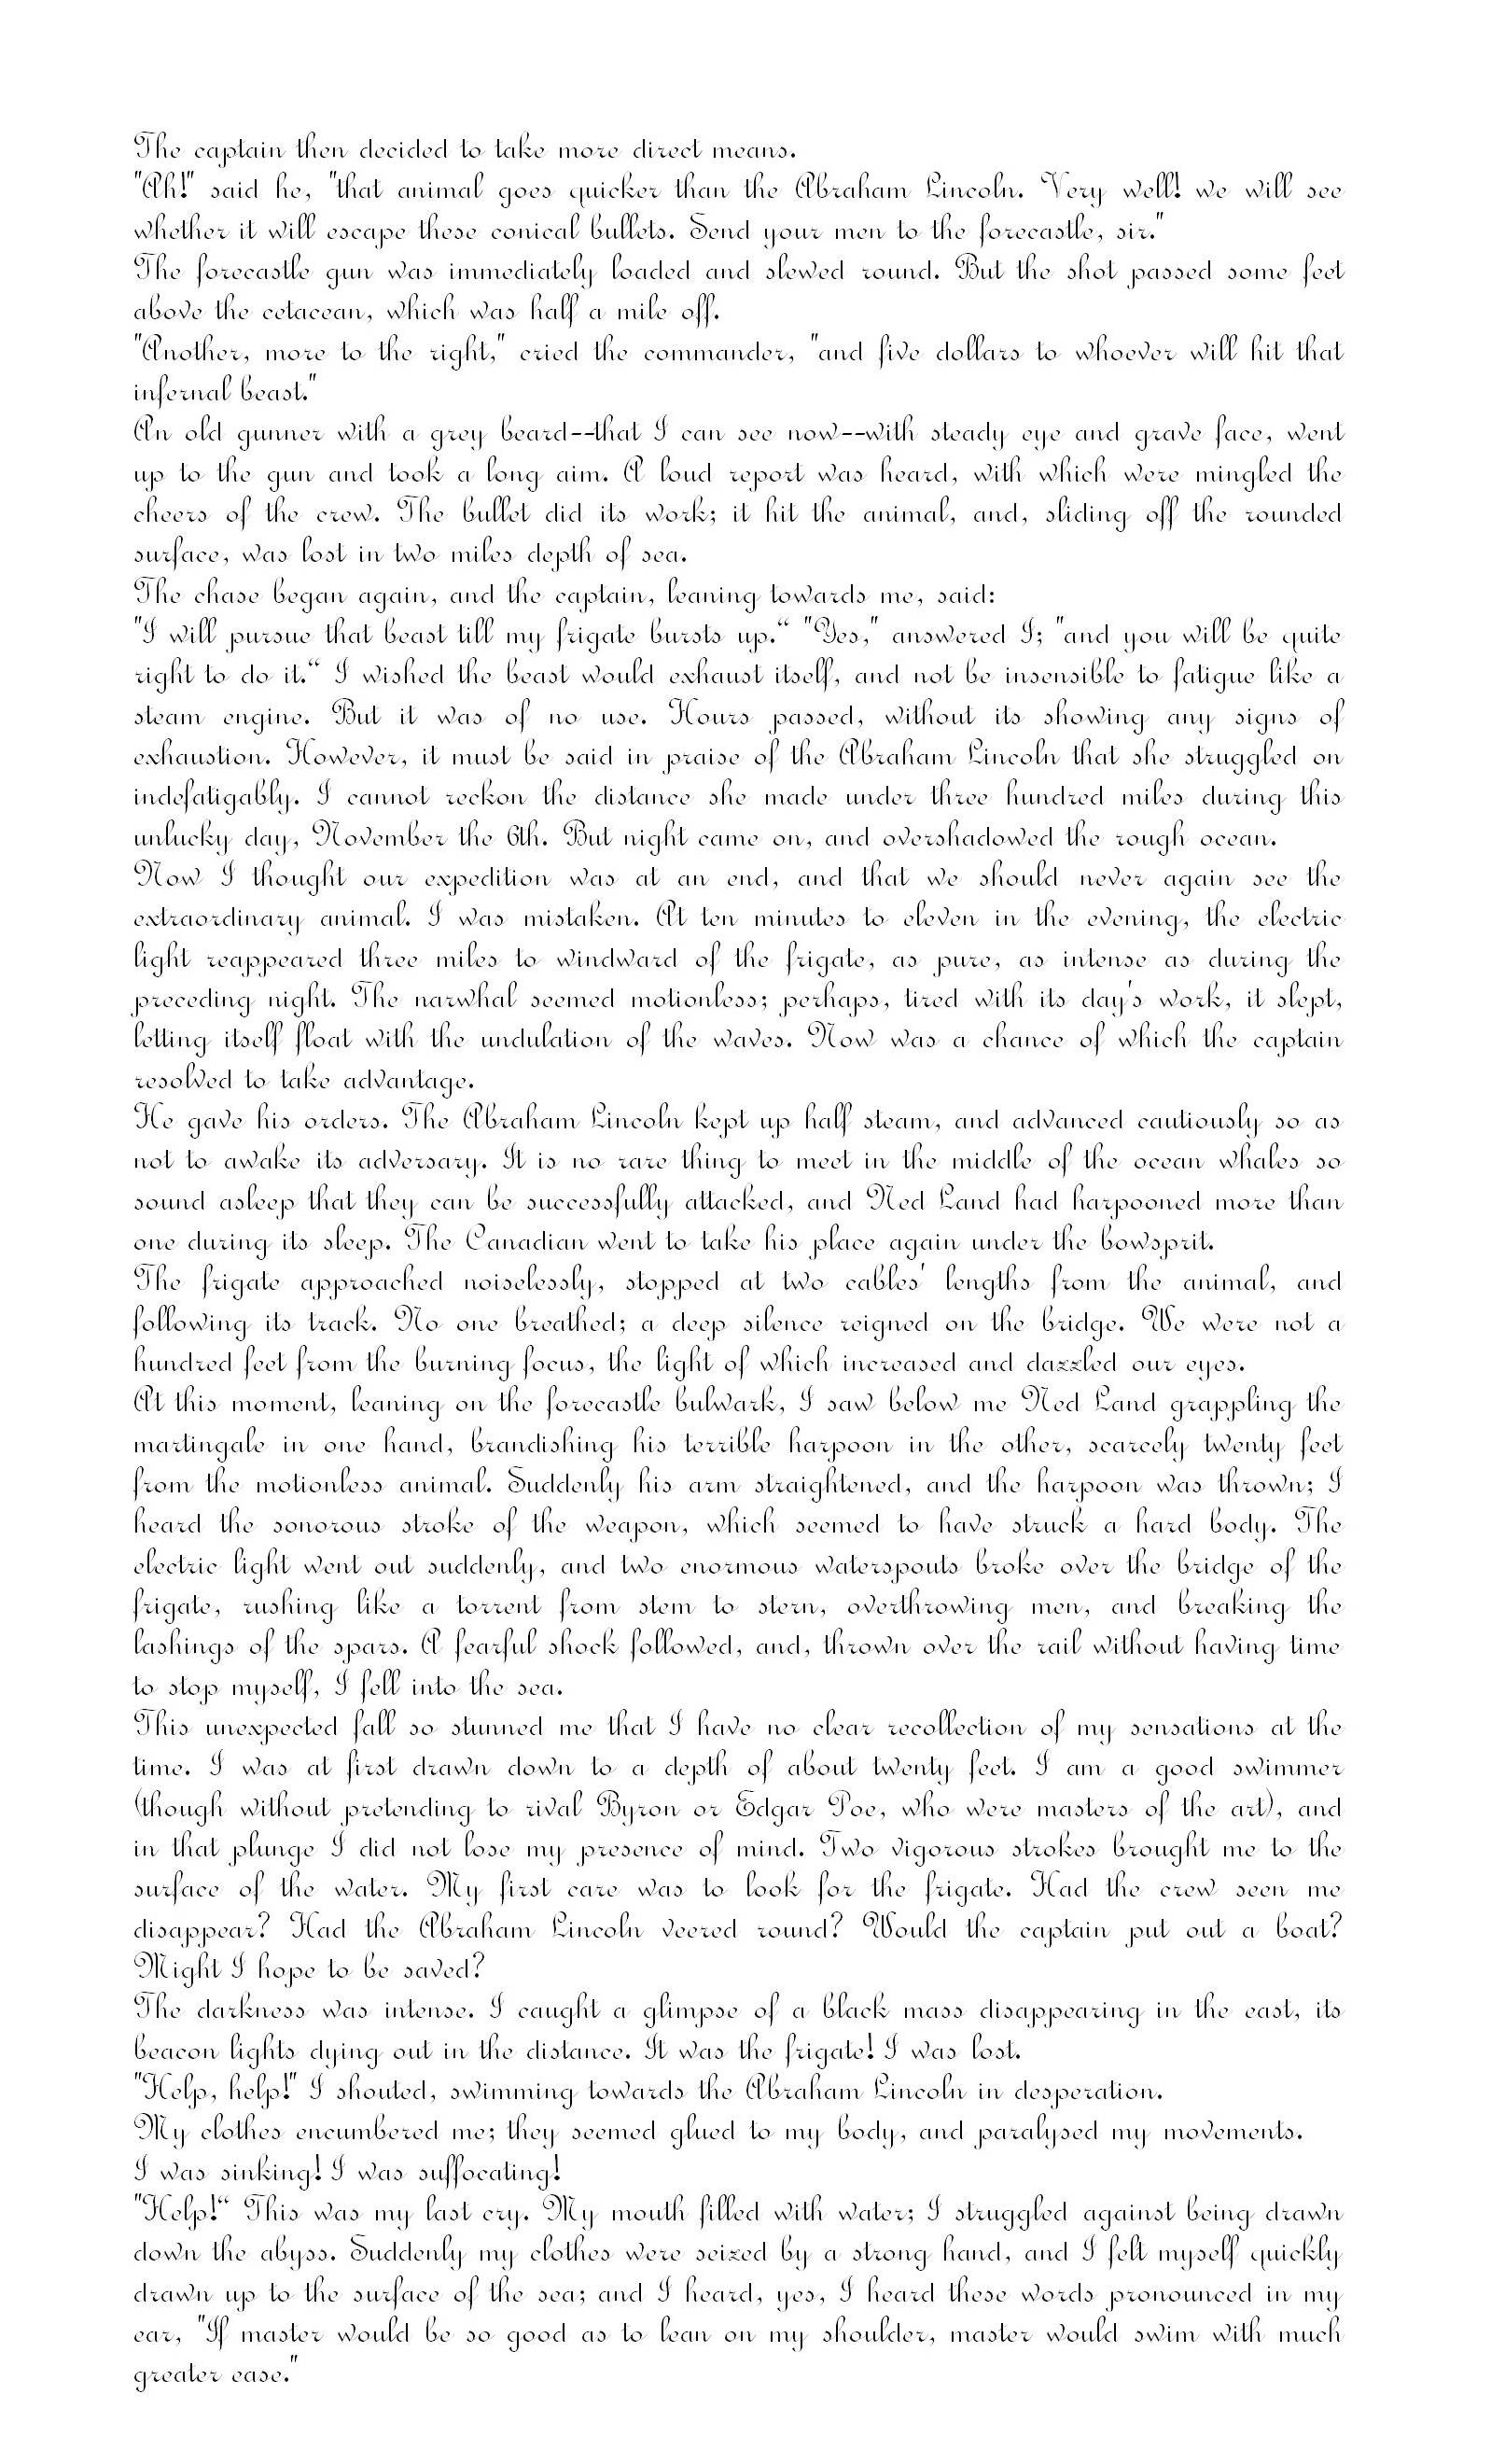 The captain then decided to take more direct means.
"Ah!" said he, "that animal goes quicker than the Abraham Lincoln. Very well! we will see
whether it will escape these conical bullets. Send your men to the forecastle, sir."
The forecastle gun was immediately loaded and slewed round. But the shot passed some feet
above the cetacean, which was half a mile off.
"Another, more to the right," cried the commander, "and five dollars to whoever will hit that
infernal beast."
An old gunner with a grey beard--that I can see now--with steady eye and grave face, went
up to the gun and took a long aim. A loud report was heard, with which were mingled the
cheers of the crew. The bullet did its work; it hit the animal, and, sliding off the rounded
surface, was lost in two miles depth of sea.
The chase began again, and the captain, leaning towards me, said:
"I will pursue that beast till my frigate bursts up.“ "Yes," answered I; "and you will be quite
right to do it.“ I wished the beast would exhaust itself, and not be insensible to fatigue like a
steam engine. But it was of no use. Hours passed, without its showing any signs of
exhaustion. However, it must be said in praise of the Abraham Lincoln that she struggled on
indefatigably. I cannot reckon the distance she made under three hundred miles during this
unlucky day, November the 6th. But night came on, and overshadowed the rough ocean.
Now I thought our expedition was at an end, and that we should never again see the
extraordinary animal. I was mistaken. At ten minutes to eleven in the evening, the electric
light reappeared three miles to windward of the frigate, as pure, as intense as during the
preceding night. The narwhal seemed motionless; perhaps, tired with its day's work, it slept,
letting itself float with the undulation of the waves. Now was a chance of which the captain
resolved to take advantage.
He gave his orders. The Abraham Lincoln kept up half steam, and advanced cautiously so as
not to awake its adversary. It is no rare thing to meet in the middle of the ocean whales so
sound asleep that they can be successfully attacked, and Ned Land had harpooned more than
one during its sleep. The Canadian went to take his place again under the bowsprit.
The frigate approached noiselessly, stopped at two cables' lengths from the animal, and
following its track. No one breathed; a deep silence reigned on the bridge. We were not a
hundred feet from the burning focus, the light of which increased and dazzled our eyes.
At this moment, leaning on the forecastle bulwark, I saw below me Ned Land grappling the
martingale in one hand, brandishing his terrible harpoon in the other, scarcely twenty feet
from the motionless animal. Suddenly his arm straightened, and the harpoon was thrown; I
heard the sonorous stroke of the weapon, which seemed to have struck a hard body. The
electric light went out suddenly, and two enormous waterspouts broke over the bridge of the
frigate, rushing like a torrent from stem to stern, overthrowing men, and breaking the
lashings of the spars. A fearful shock followed, and, thrown over the rail without having time
to stop myself, I fell into the sea.
This unexpected fall so stunned me that I have no clear recollection of my sensations at the
time. I was at first drawn down to a depth of about twenty feet. I am a good swimmer
(though without pretending to rival Byron or Edgar Poe, who were masters of the art), and
in that plunge I did not lose my presence of mind. Two vigorous strokes brought me to the
surface of the water. My first care was to look for the frigate. Had the crew seen me
disappear? Had the Abraham Lincoln veered round? Would the captain put out a boat?
Might I hope to be saved?
The darkness was intense. I caught a glimpse of a black mass disappearing in the east, its
beacon lights dying out in the distance. It was the frigate! I was lost.
"Help, help!" I shouted, swimming towards the Abraham Lincoln in desperation.
My clothes encumbered me; they seemed glued to my body, and paralysed my movements.
I was sinking! I was suffocating!
"Help!“ This was my last cry. My mouth filled with water; I struggled against being drawn
down the abyss. Suddenly my clothes were seized by a strong hand, and I felt myself quickly
drawn up to the surface of the sea; and I heard, yes, I heard these words pronounced in my
ear, "If master would be so good as to lean on my shoulder, master would swim with much
greater ease."